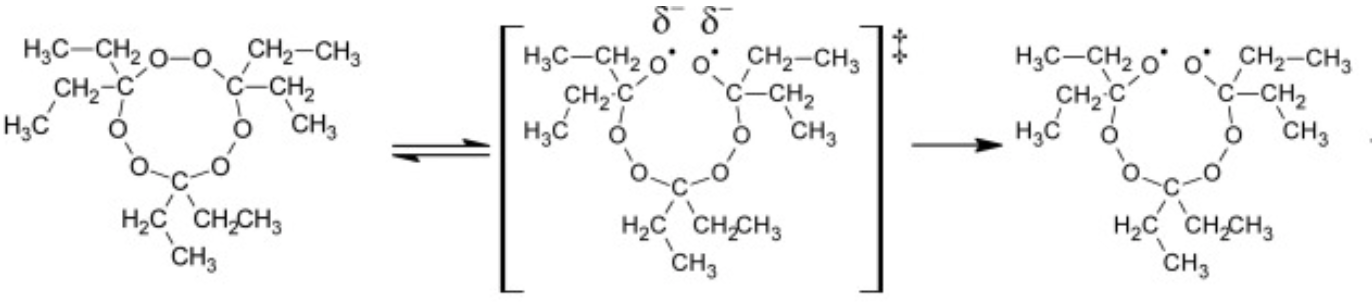 H₃C—CH₂ O—O CH₂—CH₃
CH₂ C C—CH₂
H₃C O O CH₃
O C O
H₂C CH₂CH₃
CH₃
δ⁻ δ⁻
‡
H₃C—CH₂ O• O• CH₂—CH₃
CH₂ C C—CH₂
H₃C O O CH₃
O C O
H₂C CH₂CH₃
CH₃
H₃C—CH₂ O• O• CH₂—CH₃
CH₂ C C—CH₂
H₃C O O CH₃
O C O
H₂C CH₂CH₃
CH₃